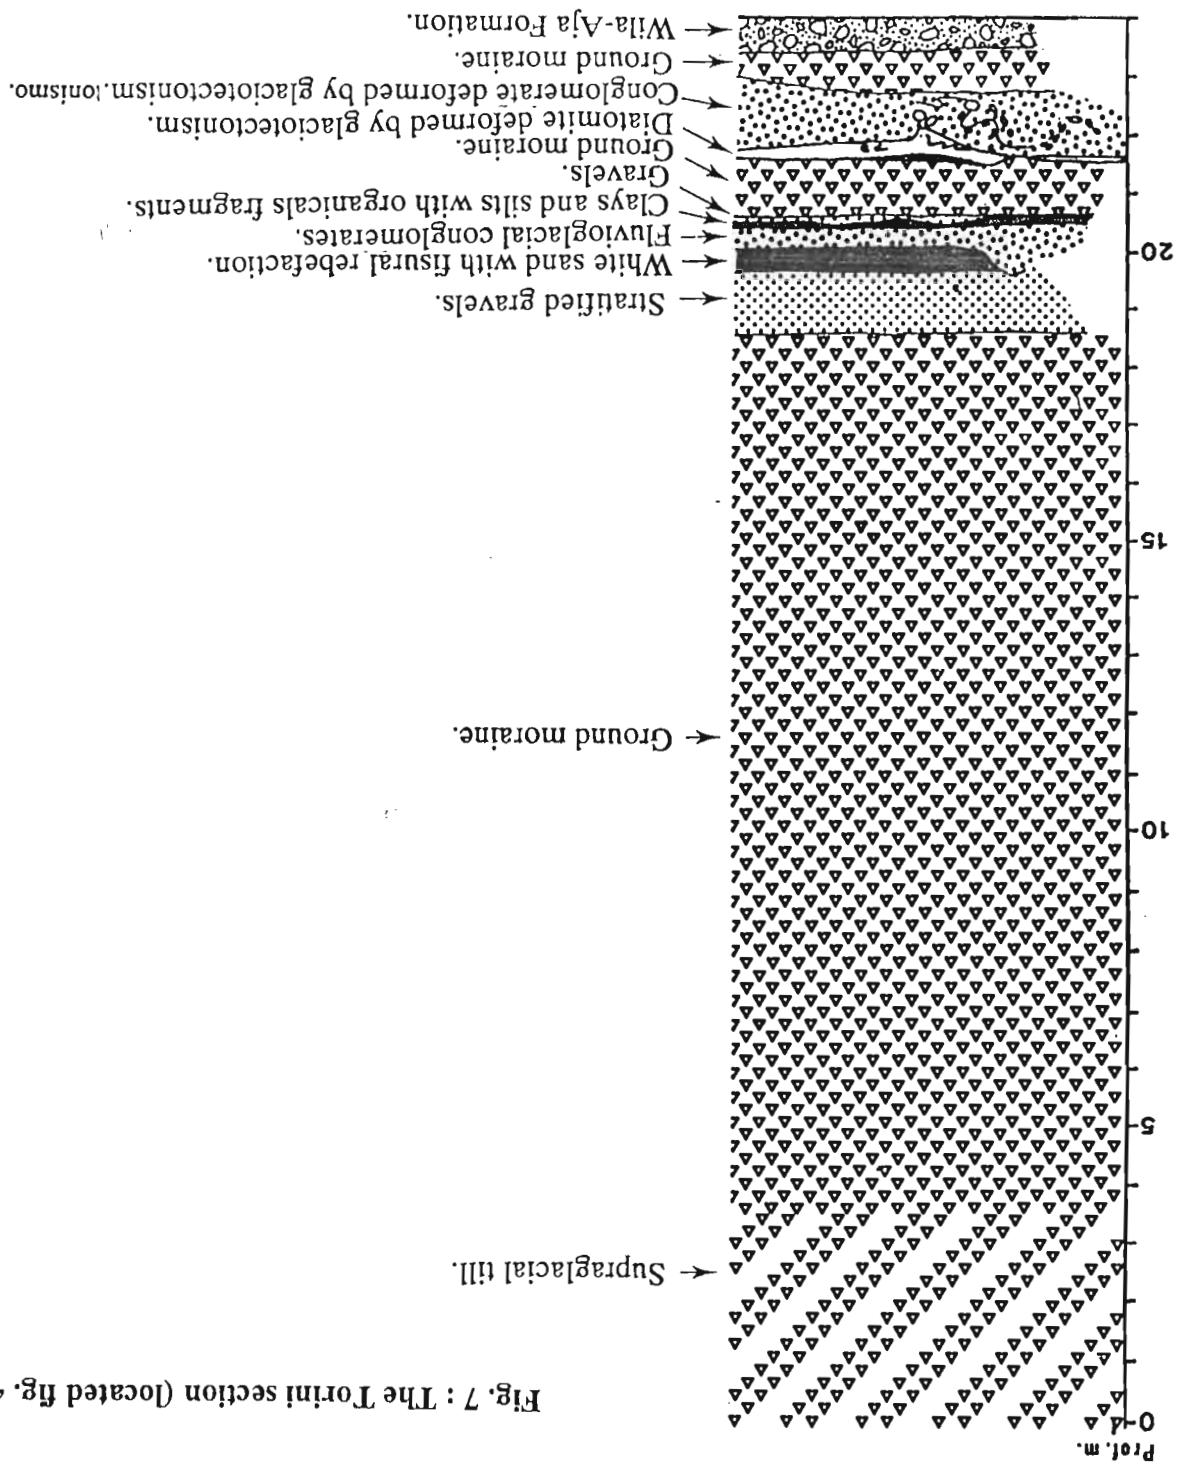 Fig. 7 : The Torini section (located fig.
Prof. m.
0
5
10
15
20
Supraglacial till.
Ground moraine.
Stratified gravels.
White sand with fisural rebefaction.
Fluvioglacial conglomerates.
Clays and silts with organicals fragments.
Gravels.
Ground moraine.
Diatomite deformed by glaciotectonism.
Conglomerate deformed by glaciotectonism. ionismo.
Ground moraine.
Wila-Aja Formation.